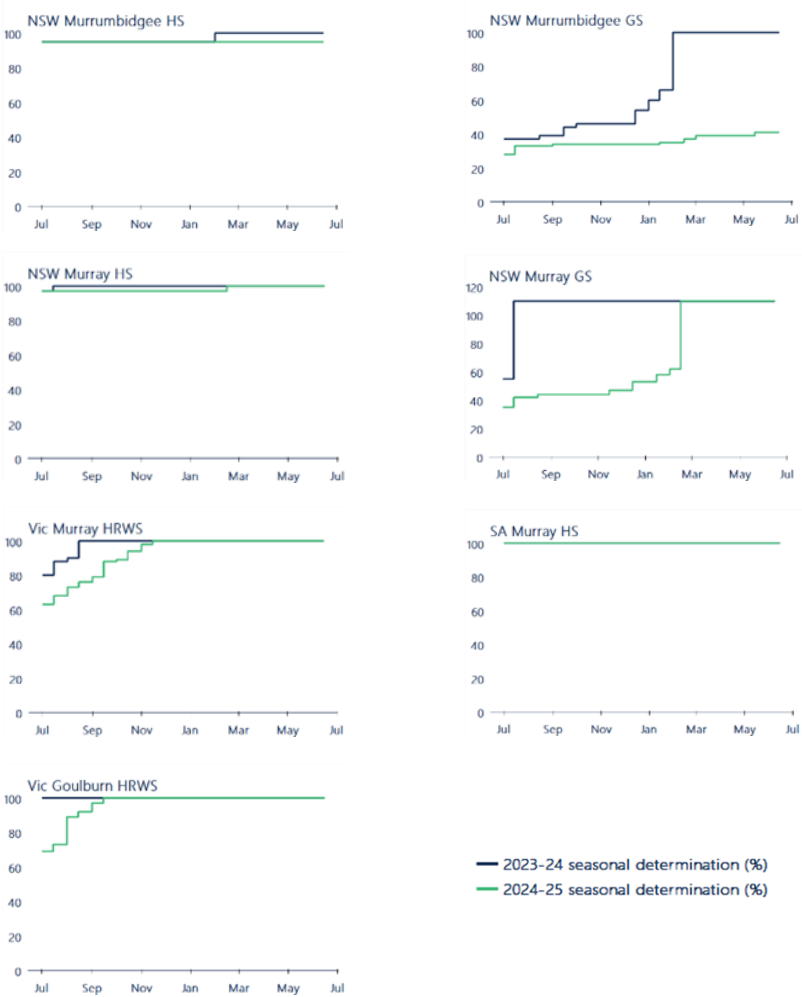 NSW Murrumbidgee HS
100
80
60
40
20
0
Jul Sep Nov Jan Mar May Jul
NSW Murrumbidgee GS
100
80
60
40
20
0
Jul Sep Nov Jan Mar May Jul
NSW Murray HS
100
80
60
40
20
0
Jul Sep Nov Jan Mar May Jul
NSW Murray GS
120
100
80
60
40
20
0
Jul Sep Nov Jan Mar May Jul
Vic Murray HRWS
100
80
60
40
20
0
Jul Sep Nov Jan Mar May Jul
SA Murray HS
100
80
60
40
20
0
Jul Sep Nov Jan Mar May Jul
Vic Goulburn HRWS
100
80
60
40
20
0
Jul Sep Nov Jan Mar May Jul
2023-24 seasonal determination (%)
2024-25 seasonal determination (%)